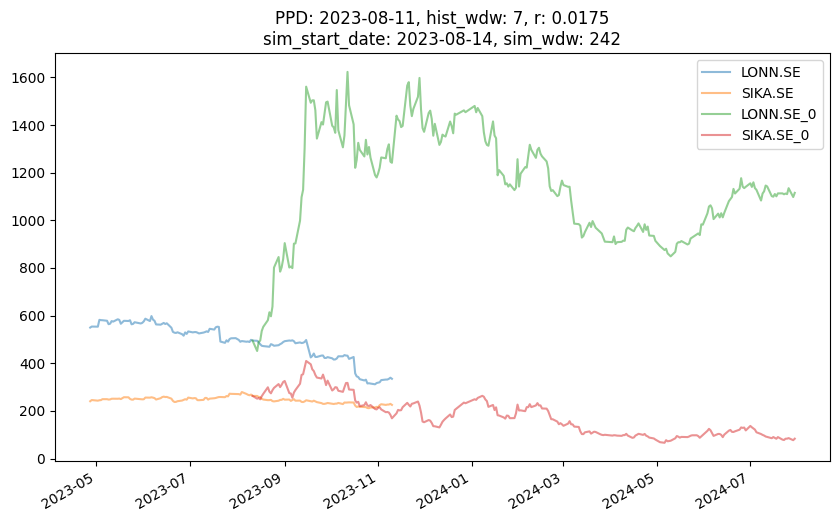 PPD: 2023-08-11, hist_wdw: 7, r: 0.0175
sim_start_date: 2023-08-14, sim_wdw: 242
LONN.SE
SIKA.SE
LONN.SE_0
SIKA.SE_0
1600
1400
1200
1000
800
600
400
200
0
2023-05
2023-07
2023-09
2023-11
2024-01
2024-03
2024-05
2024-07